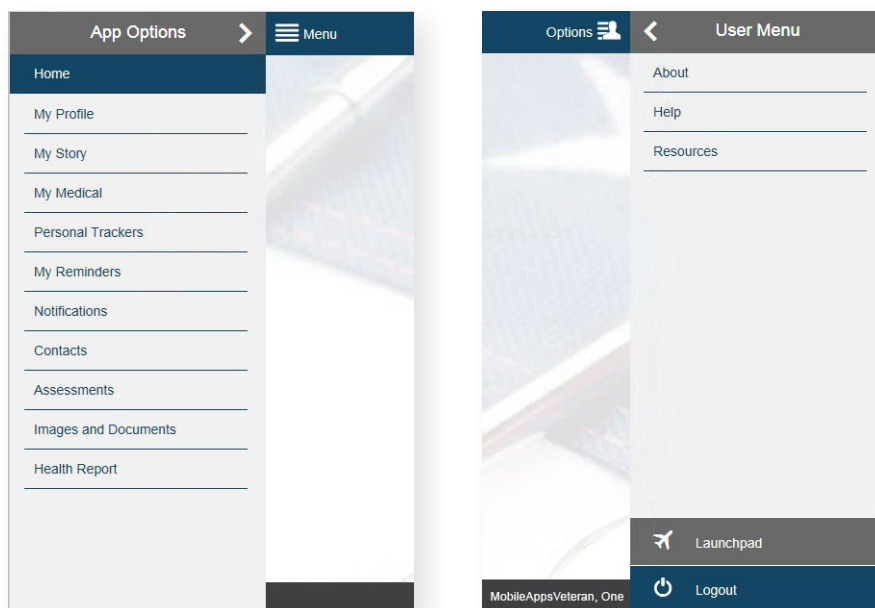 App Options
Menu
Home
My Profile
My Story
My Medical
Personal Trackers
My Reminders
Notifications
Contacts
Assessments
Images and Documents
Health Report
Options
User Menu
About
Help
Resources
Launchpad
Logout
MobileAppsVeteran, One